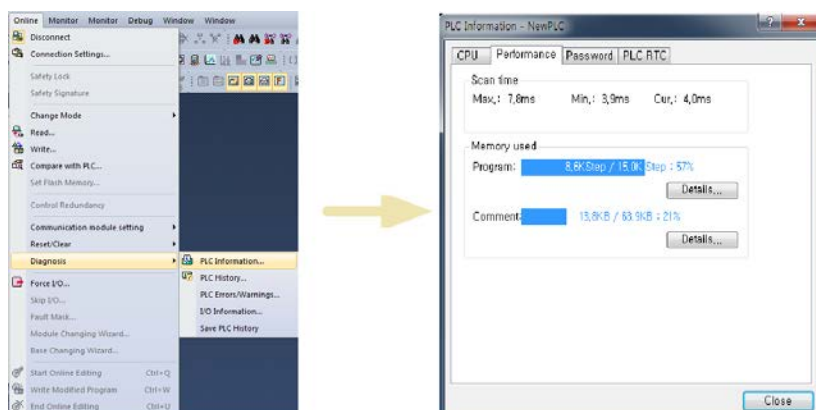 Online Monitor Monitor Debug Window Window
Disconnect
Connection Settings...
Safety Lock
Safety Signature
Change Mode
Read...
Write...
Compare with PLC...
Set Flash Memory...
Control Redundancy
Communication module setting
Reset/Clear
Diagnosis
Force I/O...
Skip I/O...
Fault Mask...
Module Changing Wizard...
Base Changing Wizard...
Start Online Editing Ctrl+Q
Write Modified Program Ctrl+W
End Online Editing Ctrl+U
PLC Information...
PLC History...
PLC Errors/Warnings...
I/O Information...
Save PLC History
PLC Information - NewPLC
CPU Performance Password PLC RTC
Scan time
Max,: 7,8ms Min,: 3,9ms Cur,: 4,0ms
Memory used
Program: 8,6KStep / 15,0K Step : 57%
Details...
Comment: 13,8KB / 63,9KB : 21%
Details...
Close